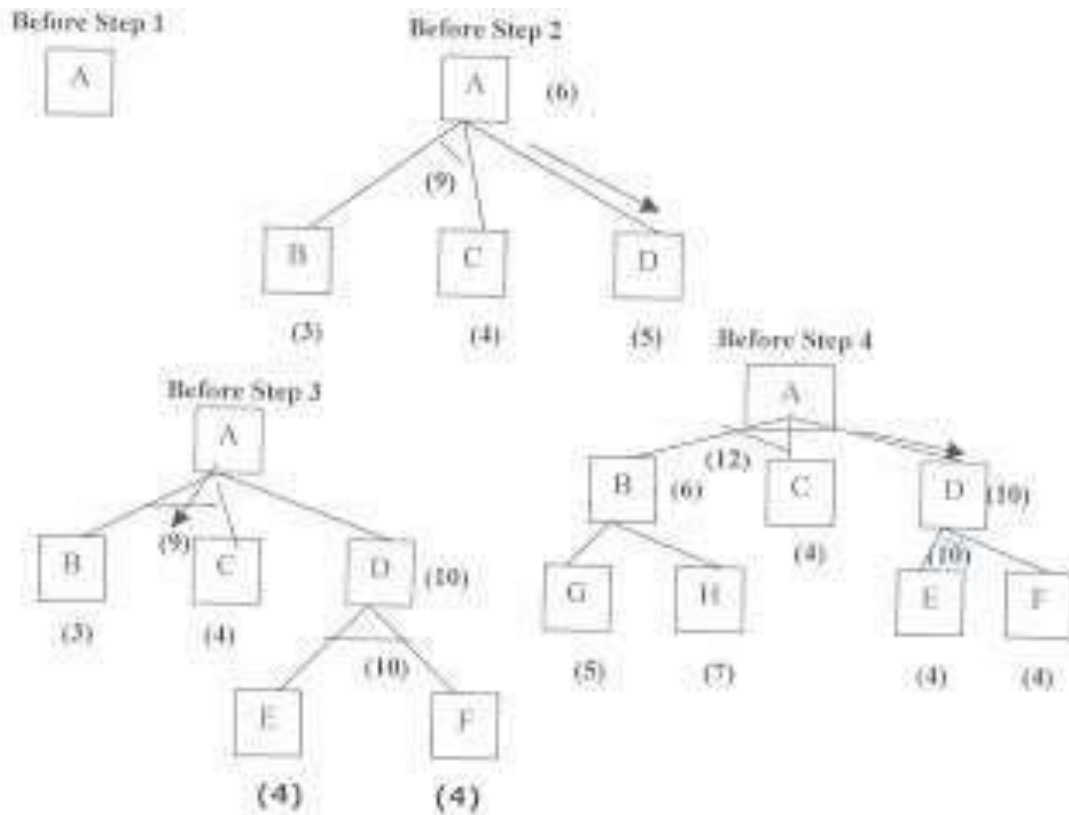 Before Step 1
A
Before Step 2
A (6)
(9)
B C D
(3) (4) (5)
Before Step 3
A
(9)
B C D (10)
(3) (4)
(10)
E F
(4) (4)
Before Step 4
A
(12)
B (6) C D (10)
(4) (10)
G H E F
(5) (7) (4) (4)